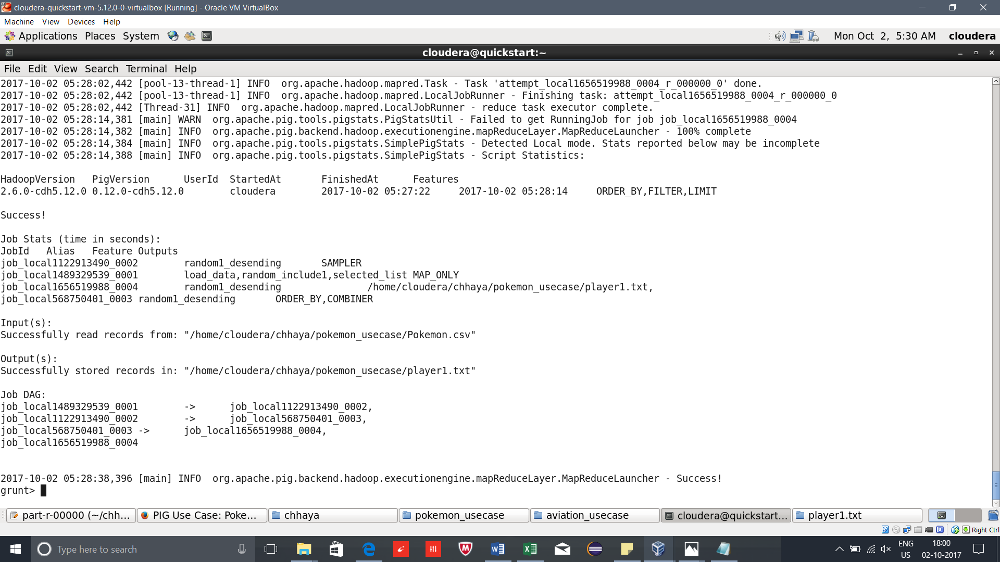 cloudera-quickstart-vm-5.12.0-0-virtualbox [Running] - Oracle VM VirtualBox
Machine View Devices Help
Applications Places System Mon Oct 2, 5:30 AM cloudera
cloudera@quickstart:~
File Edit View Search Terminal Help
2017-10-02 05:28:02,442 [pool-13-thread-1] INFO  org.apache.hadoop.mapred.Task - Task 'attempt_local1656519988_0004_r_000000_0' done.
2017-10-02 05:28:02,442 [pool-13-thread-1] INFO  org.apache.hadoop.mapred.LocalJobRunner - Finishing task: attempt_local1656519988_0004_r_000000_0
2017-10-02 05:28:02,442 [Thread-31] INFO  org.apache.hadoop.mapred.LocalJobRunner - reduce task executor complete.
2017-10-02 05:28:14,381 [main] WARN  org.apache.pig.tools.pigstats.PigStatsUtil - Failed to get RunningJob for job job_local1656519988_0004
2017-10-02 05:28:14,382 [main] INFO  org.apache.pig.backend.hadoop.executionengine.mapReduceLayer.MapReduceLauncher - 100% complete
2017-10-02 05:28:14,384 [main] INFO  org.apache.pig.tools.pigstats.SimplePigStats - Detected Local mode. Stats reported below may be incomplete
2017-10-02 05:28:14,388 [main] INFO  org.apache.pig.tools.pigstats.SimplePigStats - Script Statistics:
HadoopVersion PigVersion UserId StartedAt FinishedAt Features
2.6.0-cdh5.12.0 0.12.0-cdh5.12.0 cloudera 2017-10-02 05:27:22 2017-10-02 05:28:14 ORDER_BY,FILTER,LIMIT
Success!
Job Stats (time in seconds):
JobId Alias Feature Outputs
job_local1122913490_0002 random1_desending SAMPLER
job_local1489329539_0001 load_data,random_include1,selected_list MAP_ONLY
job_local1656519988_0004 random1_desending /home/cloudera/chhaya/pokemon_usecase/player1.txt,
job_local568750401_0003 random1_desending ORDER_BY,COMBINER
Input(s):
Successfully read records from: "/home/cloudera/chhaya/pokemon_usecase/Pokemon.csv"
Output(s):
Successfully stored records in: "/home/cloudera/chhaya/pokemon_usecase/player1.txt"
Job DAG:
job_local1489329539_0001 -> job_local1122913490_0002,
job_local1122913490_0002 -> job_local568750401_0003,
job_local568750401_0003 -> job_local1656519988_0004,
job_local1656519988_0004
2017-10-02 05:28:38,396 [main] INFO  org.apache.pig.backend.hadoop.executionengine.mapReduceLayer.MapReduceLauncher - Success!
grunt>
part-r-00000 (~/chh... PIG Use Case: Poke... chhaya pokemon_usecase aviation_usecase cloudera@quickstart... player1.txt
Right Ctrl
Type here to search ENG 18:00
US 02-10-2017